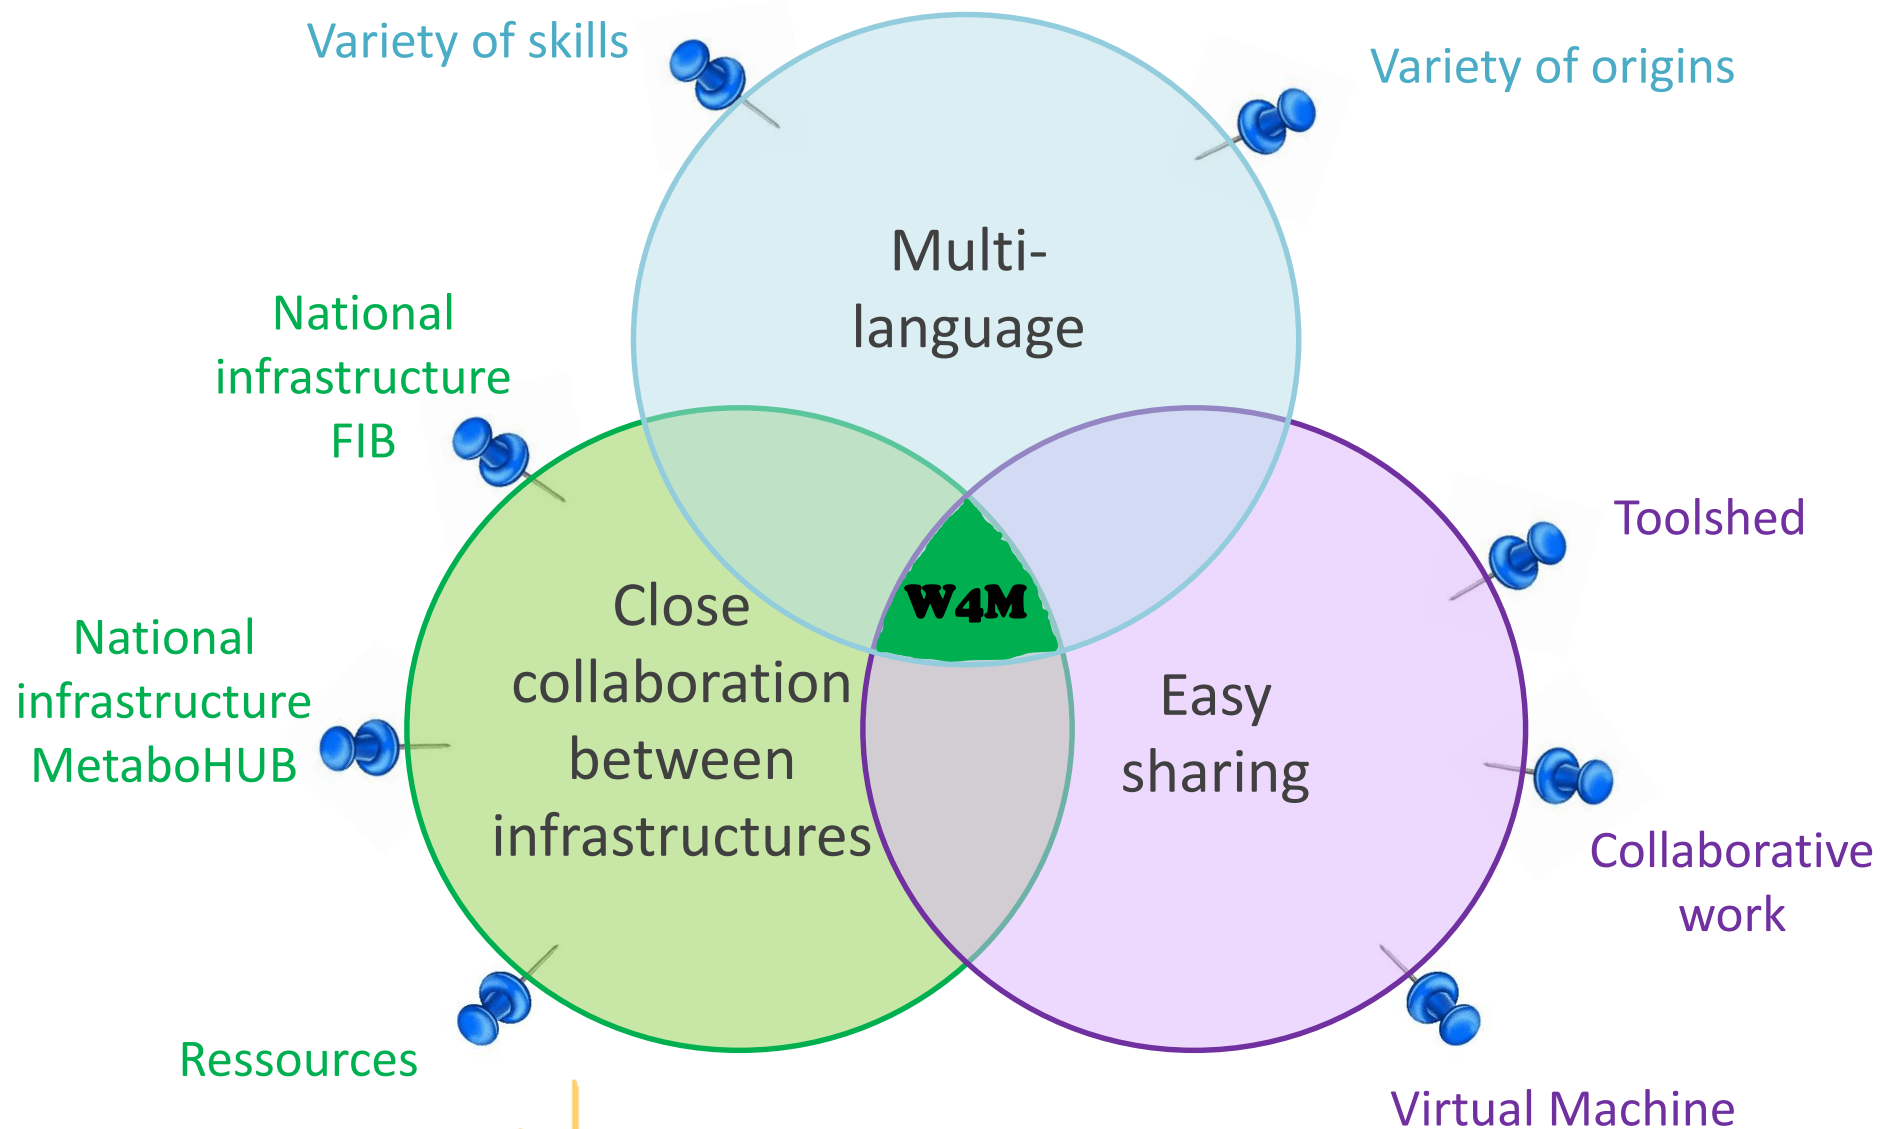 Variety of skills
Variety of origins
Multi-
language
National
infrastructure
FIB
National
infrastructure
MetaboHUB
Ressources
Close
collaboration
between
infrastructures
W4M
Easy
sharing
Toolshed
Collaborative
work
Virtual Machine